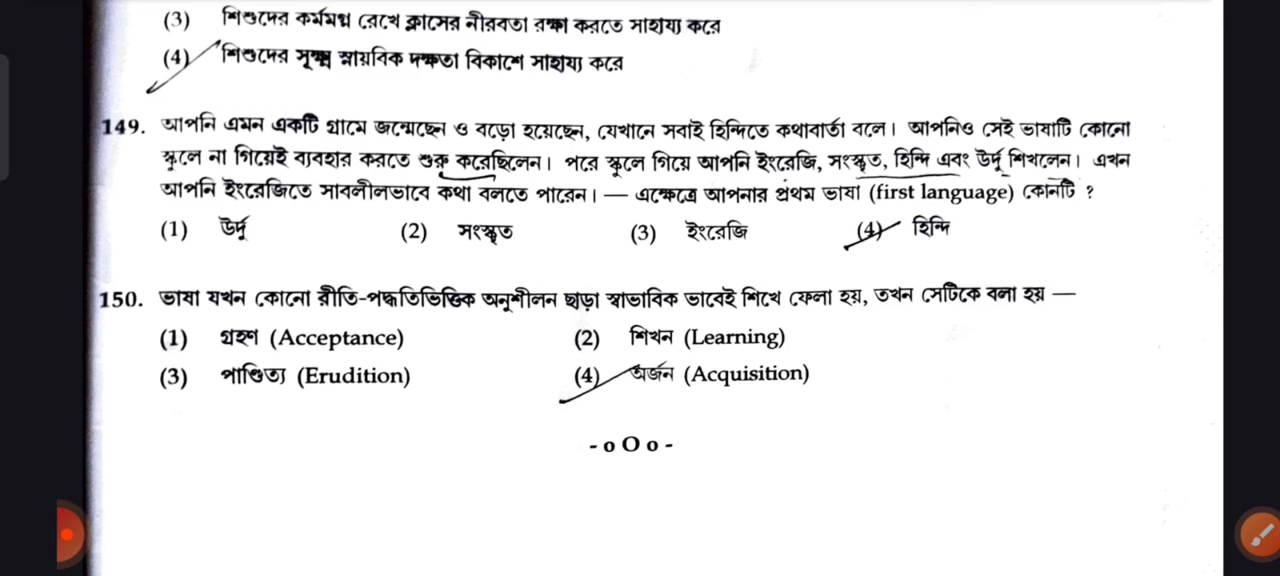 (3) শিশুদের কর্মমগ্ন রেখে ক্লাসের নীরবতা রক্ষা করতে সাহায্য করে
(4) শিশুদের সূক্ষ্ম স্নায়বিক দক্ষতা বিকাশে সাহায্য করে
149. আপনি এমন একটি গ্রামে জন্মেছেন ও বড়ো হয়েছেন, যেখানে সবাই হিন্দিতে কথাবার্তা বলে। আপনিও সেই ভাষাটি কোনো
স্কুলে না গিয়েই ব্যবহার করতে শুরু করেছিলেন। পরে স্কুলে গিয়ে আপনি ইংরেজি, সংস্কৃত, হিন্দি এবং উর্দু শিখলেন। এখন
আপনি ইংরেজিতে সাবলীলভাবে কথা বলতে পারেন। — এক্ষেত্রে আপনার প্রথম ভাষা (first language) কোনটি ?
(1) উর্দু (2) সংস্কৃত (3) ইংরেজি (4) হিন্দি
150. ভাষা যখন কোনো রীতি-পদ্ধতিভিত্তিক অনুশীলন ছাড়া স্বাভাবিক ভাবেই শিখে ফেলা হয়, তখন সেটিকে বলা হয় —
(1) গ্রহণ (Acceptance) (2) শিখন (Learning)
(3) পাণ্ডিত্য (Erudition) (4) অর্জন (Acquisition)
- o O o -